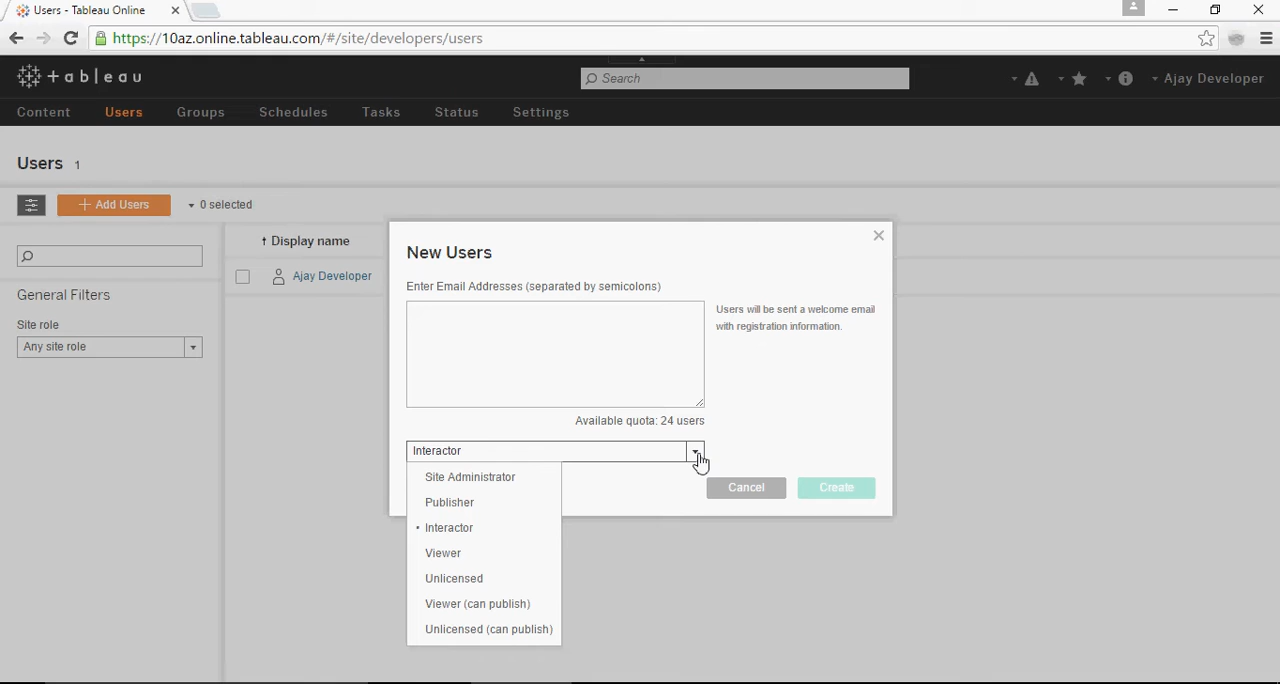 Users - Tableau Online
https://10az.online.tableau.com/#/site/developers/users
+ a b l e a u
Search
Ajay Developer
Content Users Groups Schedules Tasks Status Settings
Users 1
+ Add Users
0 selected
Display name
Ajay Developer
General Filters
Site role
Any site role
New Users
Enter Email Addresses (separated by semicolons)
Users will be sent a welcome email
with registration information.
Available quota: 24 users
Interactor
Site Administrator
Publisher
Interactor
Viewer
Unlicensed
Viewer (can publish)
Unlicensed (can publish)
Cancel
Create